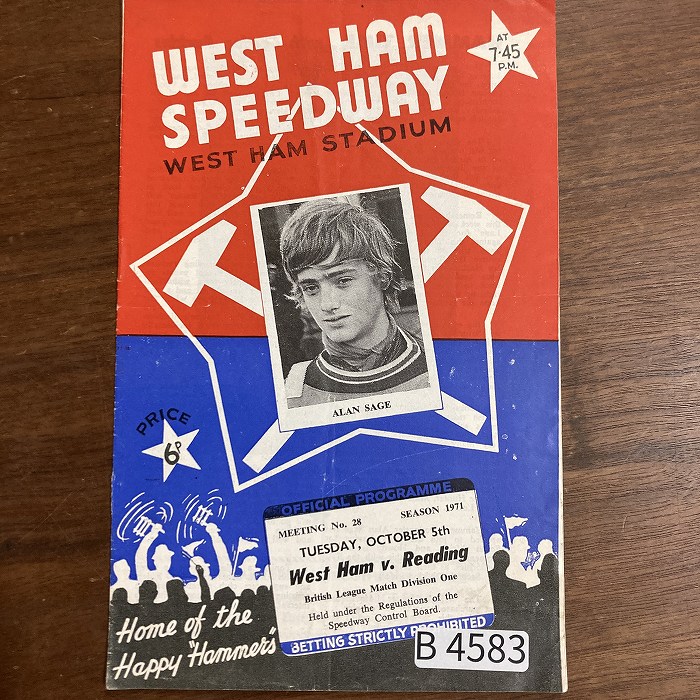 WEST HAM
SPEEDWAY
WEST HAM STADIUM
AT
7·45
P.M.
ALAN SAGE
PRICE
6P
OFFICIAL PROGRAMME
MEETING No. 28 SEASON 1971
TUESDAY, OCTOBER 5th
West Ham v. Reading
British League Match Division One
Held under the Regulations of the
Speedway Control Board.
BETTING STRICTLY PROHIBITED
Home of the
Happy "Hammers"
B 4583